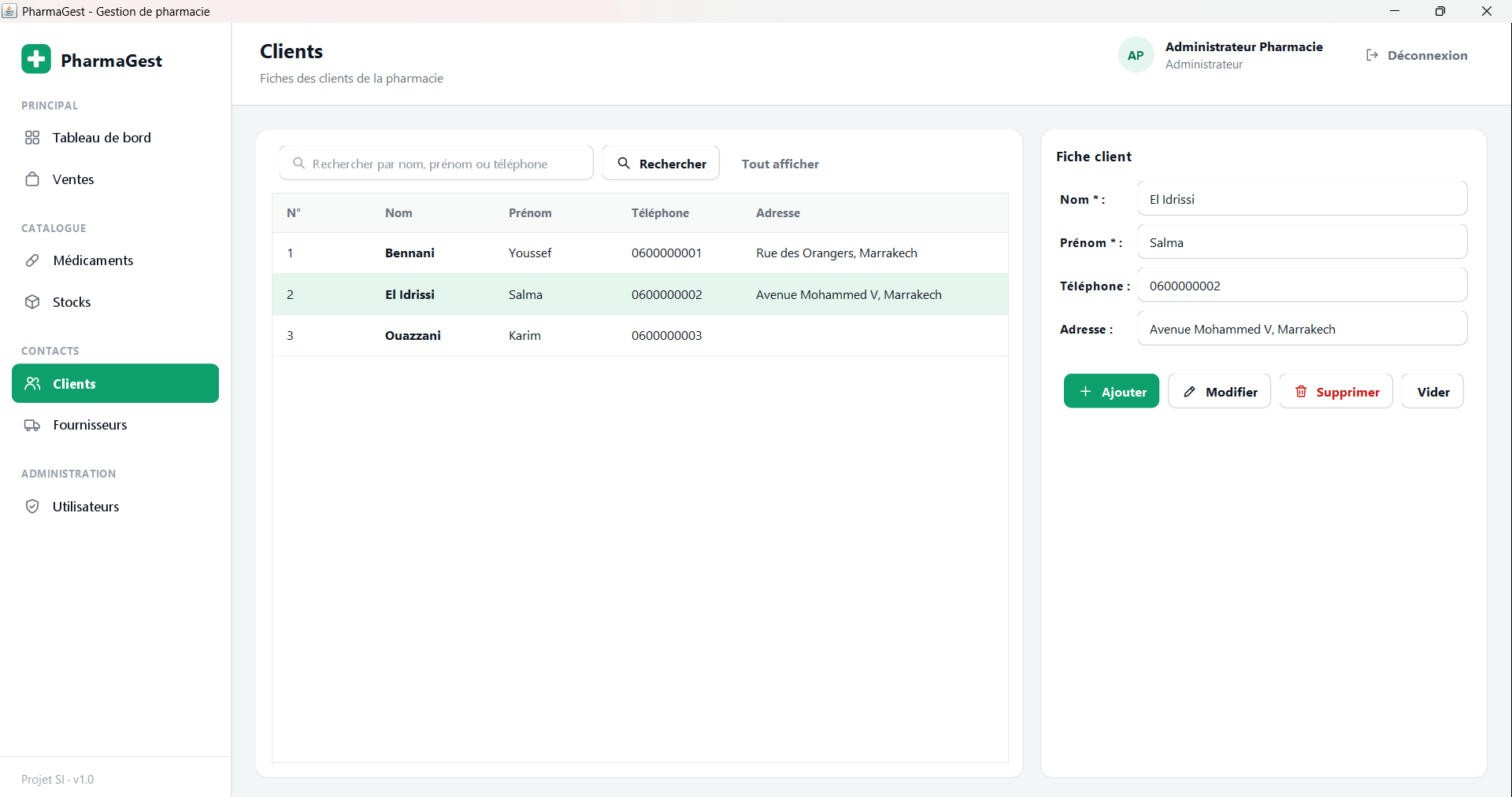 PharmaGest - Gestion de pharmacie
PharmaGest
PRINCIPAL
Tableau de bord
Ventes
CATALOGUE
Médicaments
Stocks
CONTACTS
Clients
Fournisseurs
ADMINISTRATION
Utilisateurs
Projet SI - v1.0
Clients
Fiches des clients de la pharmacie
AP
Administrateur Pharmacie
Administrateur
Déconnexion
Rechercher par nom, prénom ou téléphone
Rechercher
Tout afficher
N° Nom Prénom Téléphone Adresse
1 Bennani Youssef 0600000001 Rue des Orangers, Marrakech
2 El Idrissi Salma 0600000002 Avenue Mohammed V, Marrakech
3 Ouazzani Karim 0600000003
Fiche client
Nom * : El Idrissi
Prénom * : Salma
Téléphone : 0600000002
Adresse : Avenue Mohammed V, Marrakech
Ajouter Modifier Supprimer Vider